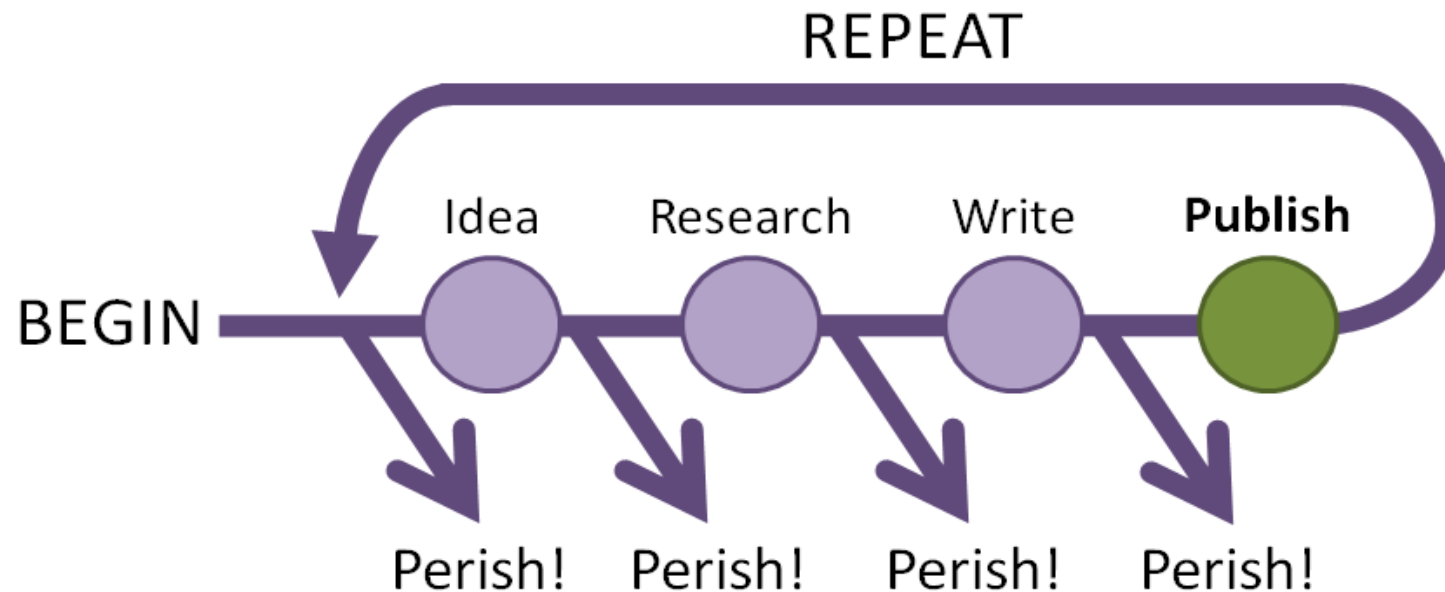 REPEAT
Idea
Research
Write
Publish
BEGIN
Perish!
Perish!
Perish!
Perish!